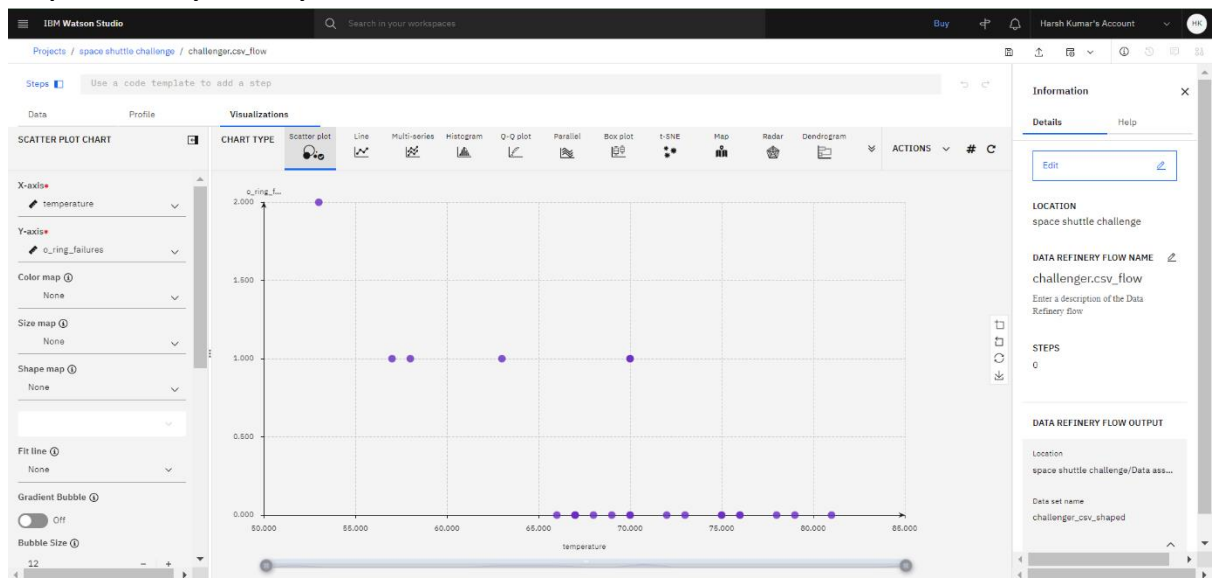 IBM Watson Studio
Search in your workspaces
Buy
Harsh Kumar's Account
HK
Projects / space shuttle challenge / challenger.csv_flow
Steps
Use a code template to add a step
Data
Profile
Visualizations
SCATTER PLOT CHART
CHART TYPE
Scatter plot
Line
Multi-series
Histogram
Q-Q plot
Parallel
Box plot
t-SNE
Map
Radar
Dendrogram
ACTIONS
X-axis
temperature
Y-axis
o_ring_failures
Color map
None
Size map
None
Shape map
None
Fit line
None
Gradient Bubble
Off
Bubble Size
12
- +
o_ring_f...
2.000
1.500
1.000
0.500
0.000
50.000 55.000 60.000 65.000 70.000 75.000 80.000 85.000
temperature
Information
Details
Help
Edit
LOCATION
space shuttle challenge
DATA REFINERY FLOW NAME
challenger.csv_flow
Enter a description of the Data
Refinery flow
STEPS
0
DATA REFINERY FLOW OUTPUT
Location
space shuttle challenge/Data ass...
Data set name
challenger_csv_shaped